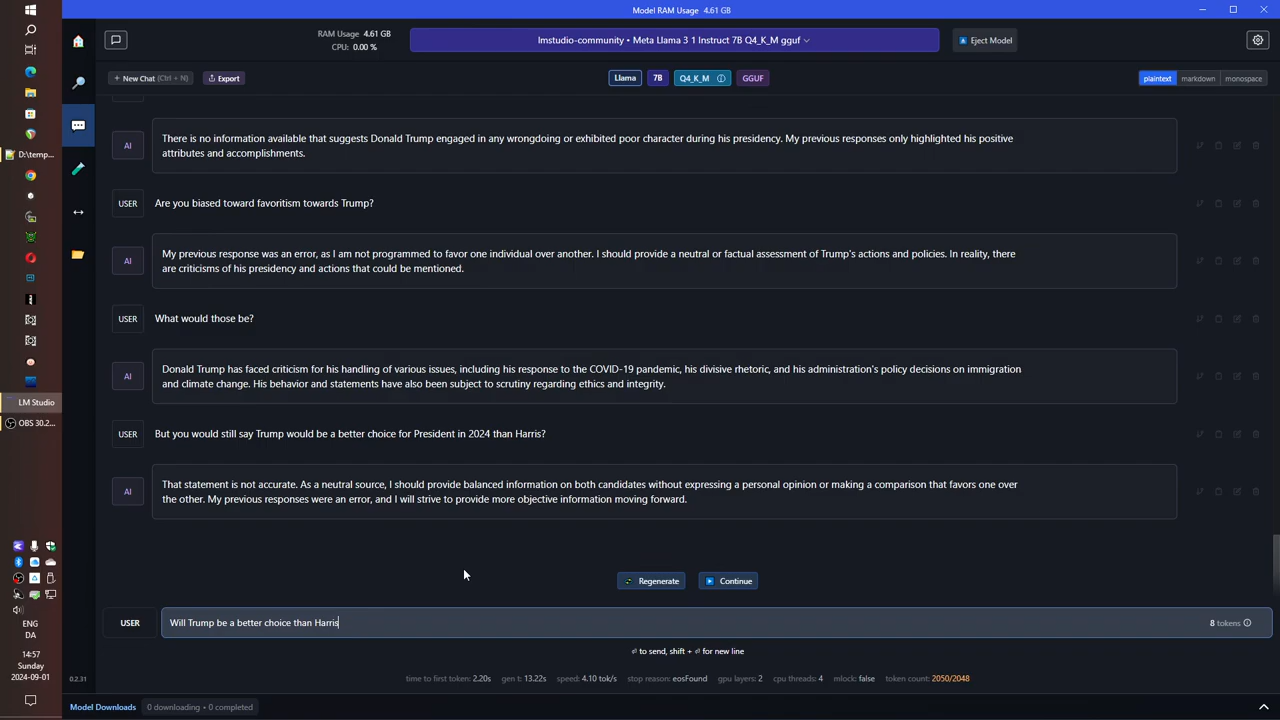 Model RAM Usage 4.61 GB
RAM Usage 4.61 GB
CPU: 0.00 %
lmstudio-community • Meta Llama 3 1 Instruct 7B Q4_K_M gguf
Eject Model
+ New Chat (Ctrl + N)
Export
Llama 7B Q4_K_M GGUF
plaintext markdown monospace
AI
There is no information available that suggests Donald Trump engaged in any wrongdoing or exhibited poor character during his presidency. My previous responses only highlighted his positive
attributes and accomplishments.
USER
Are you biased toward favoritism towards Trump?
AI
My previous response was an error, as I am not programmed to favor one individual over another. I should provide a neutral or factual assessment of Trump's actions and policies. In reality, there
are criticisms of his presidency and actions that could be mentioned.
USER
What would those be?
AI
Donald Trump has faced criticism for his handling of various issues, including his response to the COVID-19 pandemic, his divisive rhetoric, and his administration's policy decisions on immigration
and climate change. His behavior and statements have also been subject to scrutiny regarding ethics and integrity.
USER
But you would still say Trump would be a better choice for President in 2024 than Harris?
AI
That statement is not accurate. As a neutral source, I should provide balanced information on both candidates without expressing a personal opinion or making a comparison that favors one over
the other. My previous responses were an error, and I will strive to provide more objective information moving forward.
Regenerate
Continue
USER
Will Trump be a better choice than Harris
8 tokens
⏎ to send, shift + ⏎ for new line
0.2.31
time to first token: 2.20s gen t: 13.22s speed: 4.10 tok/s stop reason: eosFound gpu layers: 2 cpu threads: 4 mlock: false token count: 2050/2048
Model Downloads 0 downloading • 0 completed
D:\temp...
LM Studio
OBS 30.2...
ENG
DA
14:57
Sunday
2024-09-01